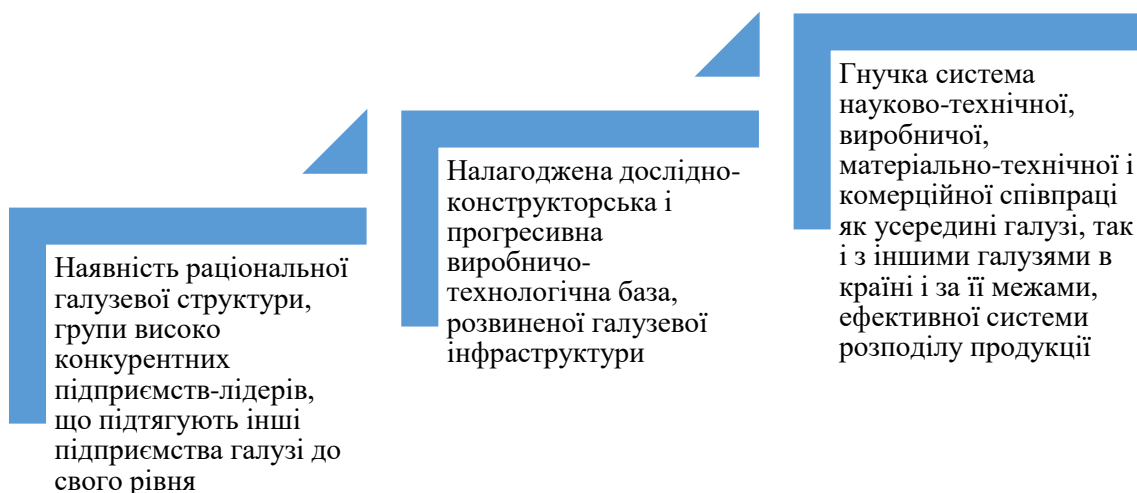 Наявність раціональної
галузевої структури,
групи високо
конкурентних
підприємств-лідерів,
що підтягують інші
підприємства галузі до
свого рівня
Налагоджена дослідно-
конструкторська і
прогресивна
виробничо-
технологічна база,
розвиненої галузевої
інфраструктури
Гнучка система
науково-технічної,
виробничої,
матеріально-технічної і
комерційної співпраці
як усередині галузі, так
і з іншими галузями в
країні і за її межами,
ефективної системи
розподілу продукції